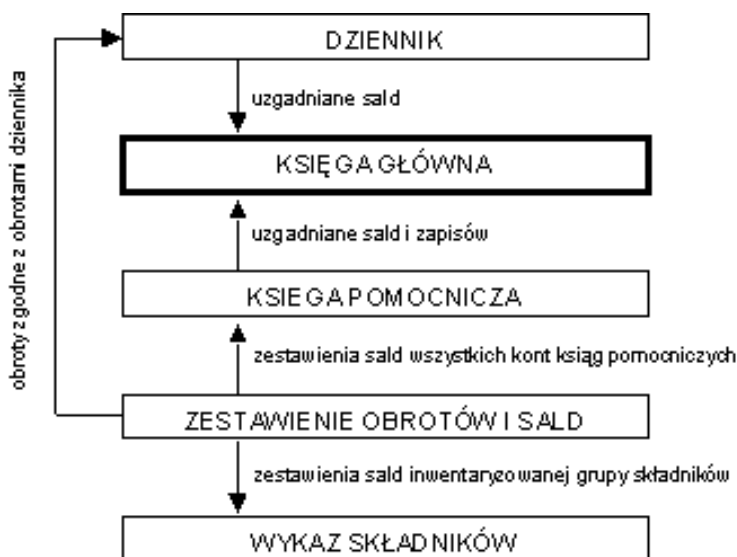 DZIENNIK
uzgadniane sald
KSIĘGA GŁÓWNA
uzgadniane sald i zapisów
KSIEGA POMOCNICZA
zestawienia sald wszystkich kont ksiąg pomocniczych
ZESTAWIENIE OBROTÓW I SALD
zestawienia sald inwentaryzowanej grupy składników
WYKAZ SKŁADNIKÓW
obroty zgodne z obrotami dziennika